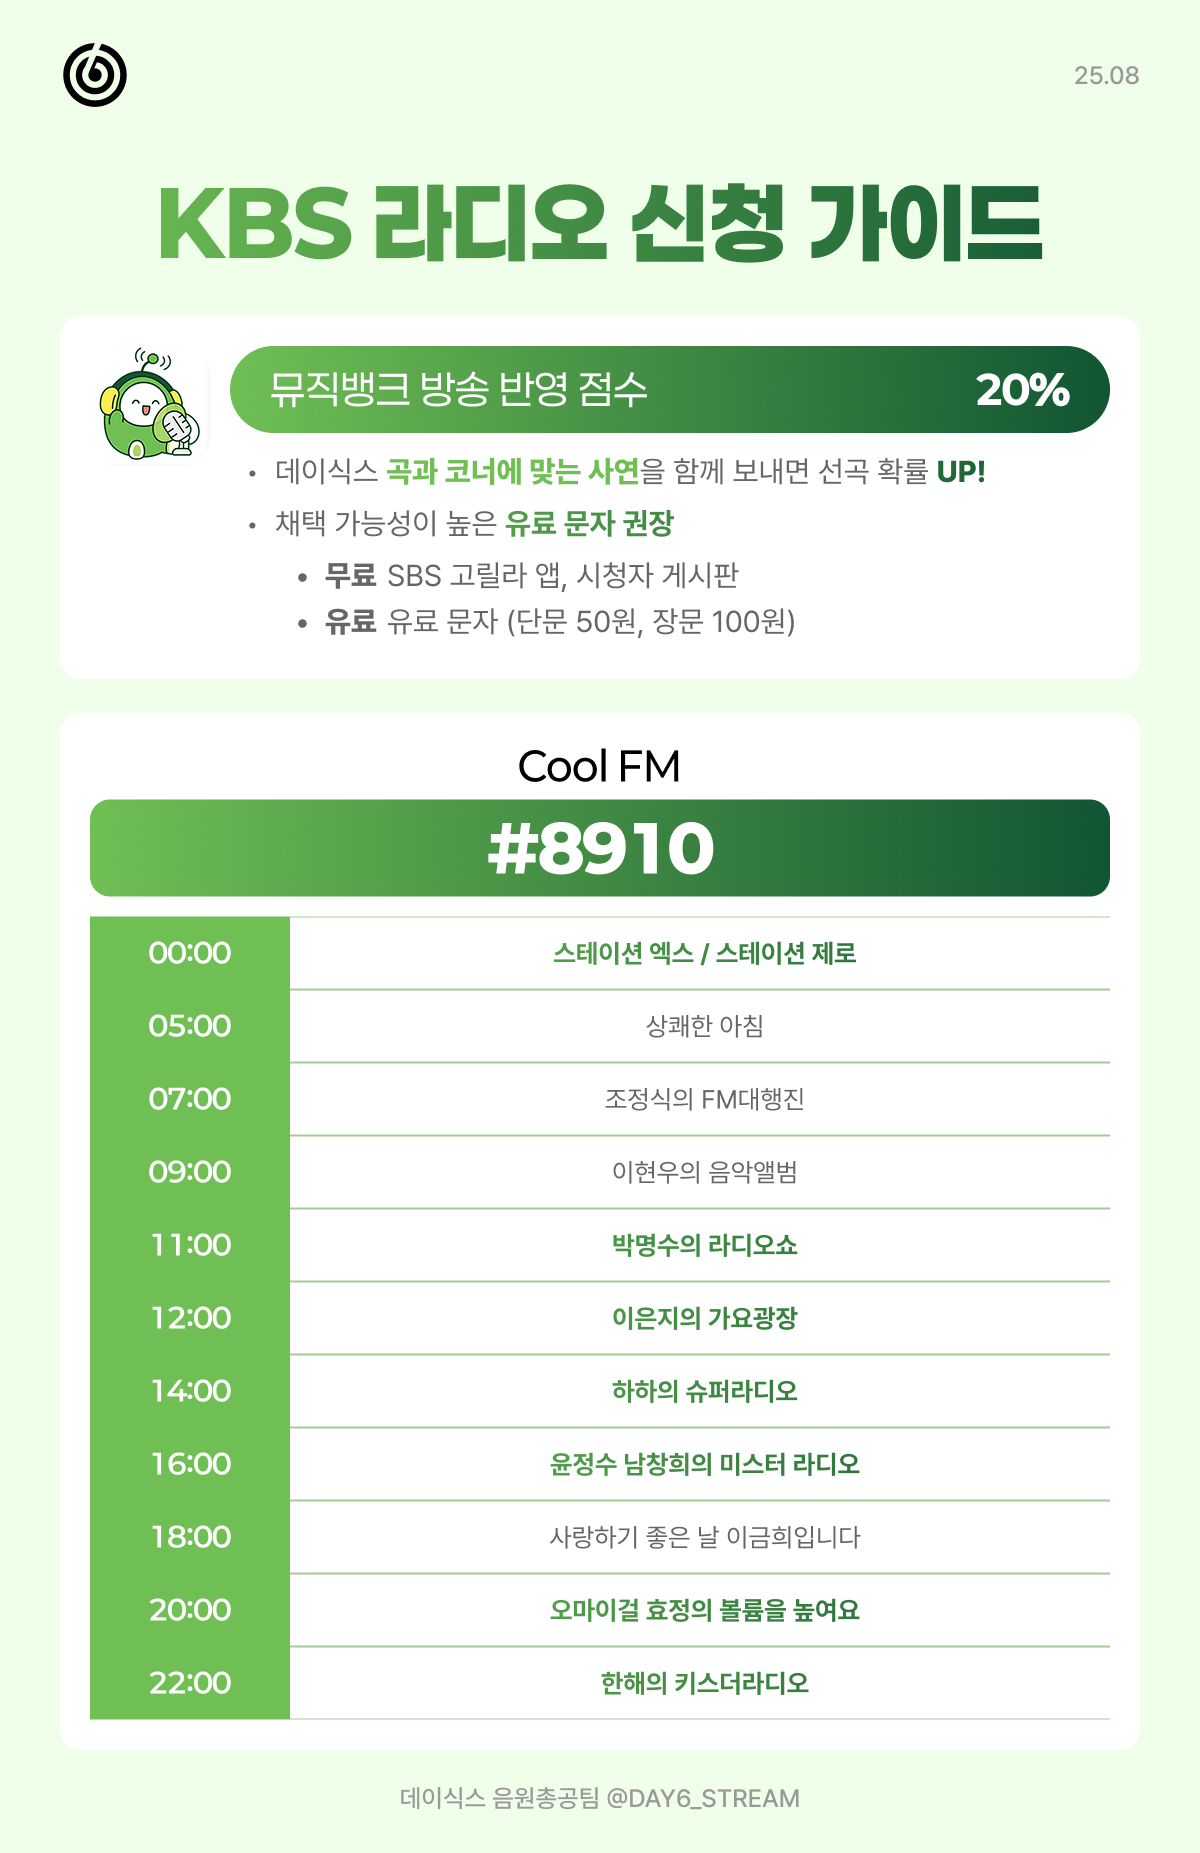 25.08
KBS 라디오 신청 가이드
뮤직뱅크 방송 반영 점수 20%
• 데이식스 곡과 코너에 맞는 사연을 함께 보내면 선곡 확률 UP!
• 채택 가능성이 높은 유료 문자 권장
• 무료 SBS 고릴라 앱, 시청자 게시판
• 유료 유료 문자 (단문 50원, 장문 100원)
Cool FM
#8910
00:00 스테이션 엑스 / 스테이션 제로
05:00 상쾌한 아침
07:00 조정식의 FM대행진
09:00 이현우의 음악앨범
11:00 박명수의 라디오쇼
12:00 이은지의 가요광장
14:00 하하의 슈퍼라디오
16:00 윤정수 남창희의 미스터 라디오
18:00 사랑하기 좋은 날 이금희입니다
20:00 오마이걸 효정의 볼륨을 높여요
22:00 한해의 키스더라디오
데이식스 음원총공팀 @DAY6_STREAM